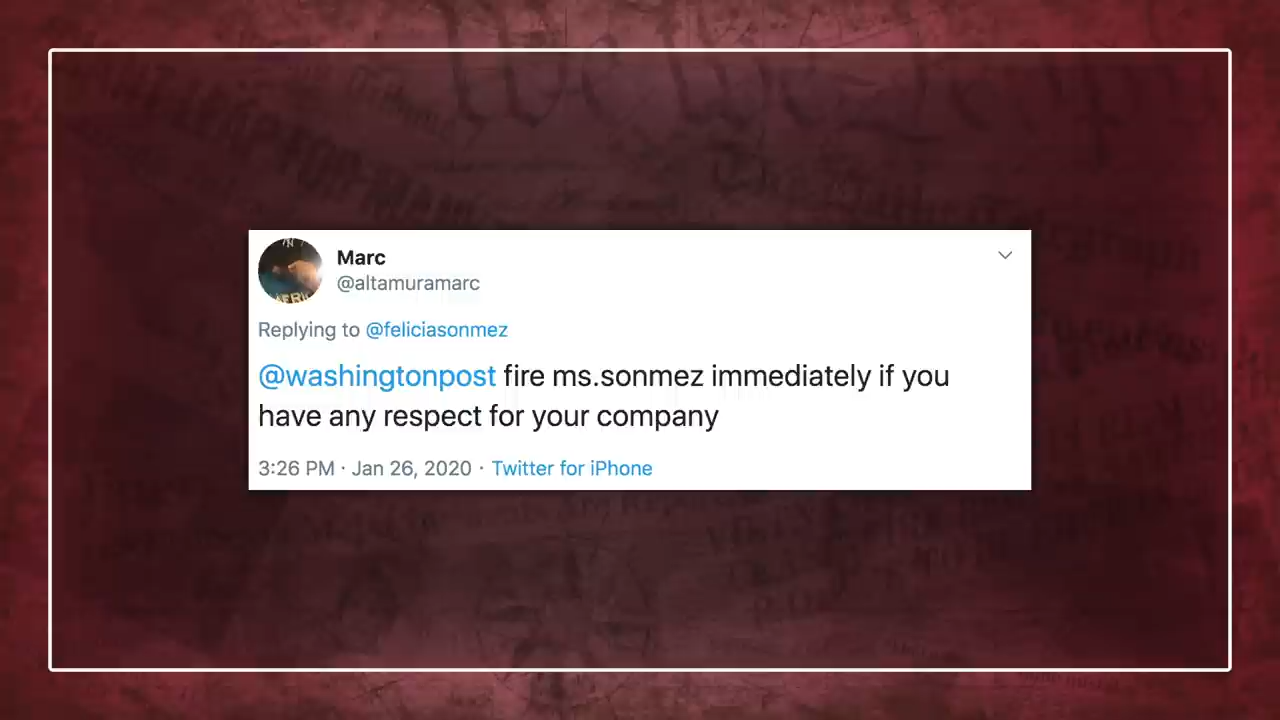 Marc
@altamuramarc
Replying to @feliciasonmez
@washingtonpost fire ms.sonmez immediately if you
have any respect for your company
3:26 PM · Jan 26, 2020 · Twitter for iPhone